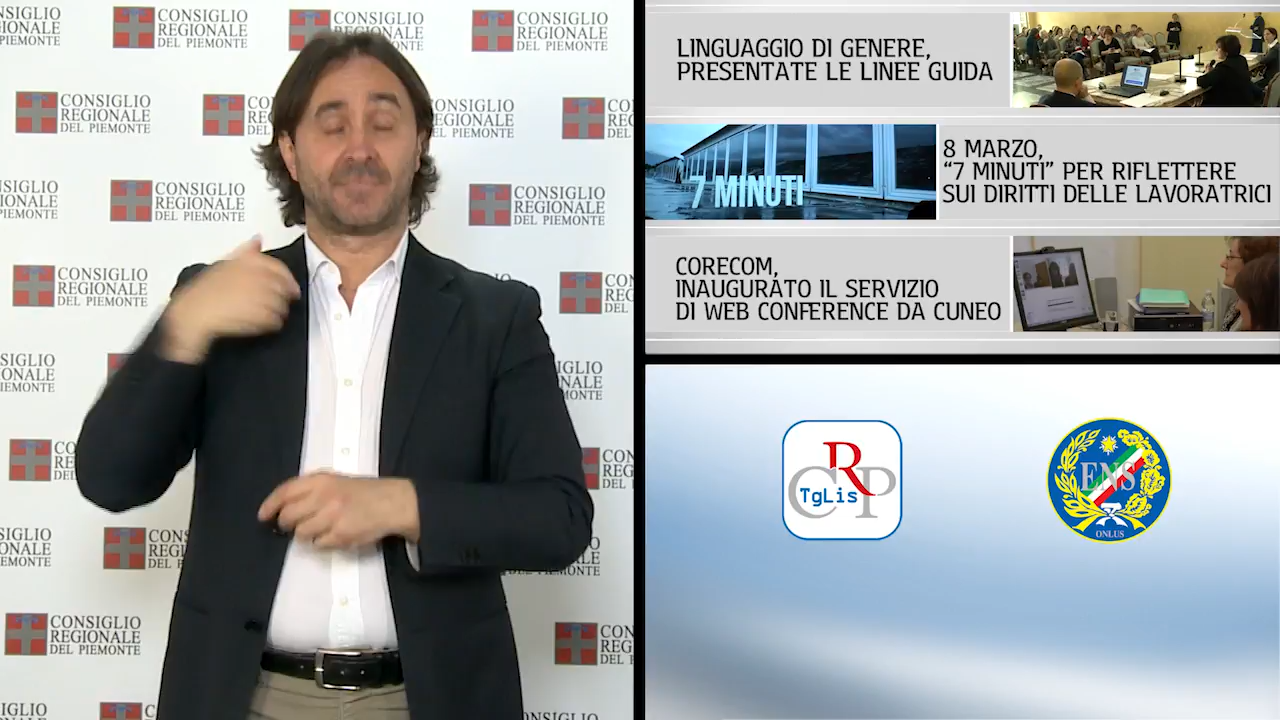 CONSIGLIO
REGIONALE
DEL PIEMONTE
LINGUAGGIO DI GENERE,
PRESENTATE LE LINEE GUIDA
7 MINUTI
8 MARZO,
“7 MINUTI” PER RIFLETTERE
SUI DIRITTI DELLE LAVORATRICI
CORECOM,
INAUGURATO IL SERVIZIO
DI WEB CONFERENCE DA CUNEO
CRP
TgLis
ENS
ONLUS